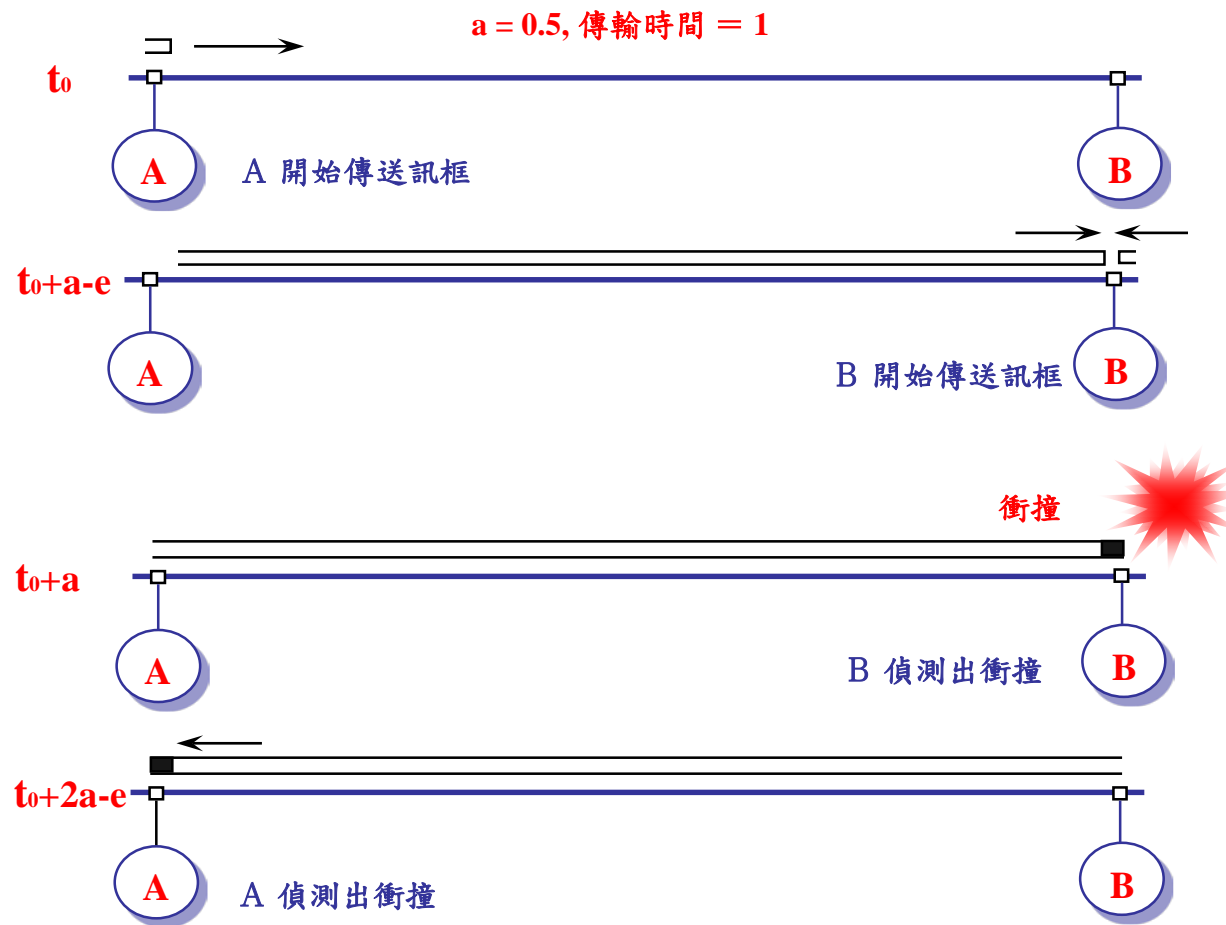 a = 0.5, 傳輸時間 = 1
t₀
A
B
A 開始傳送訊框
t₀+a-e
A
B
B 開始傳送訊框
衝撞
t₀+a
A
B
B 偵測出衝撞
t₀+2a-e
A
B
A 偵測出衝撞